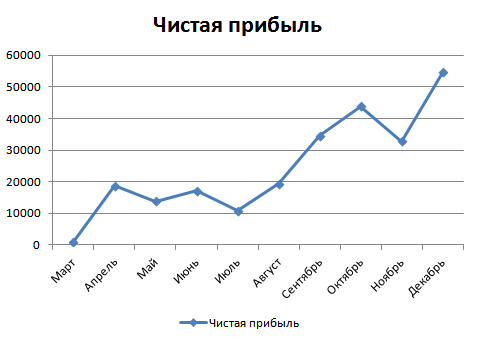 Чистая прибыль
60000
50000
40000
30000
20000
10000
0
Март
Апрель
Май
Июнь
Июль
Август
Сентябрь
Октябрь
Ноябрь
Декабрь
Чистая прибыль